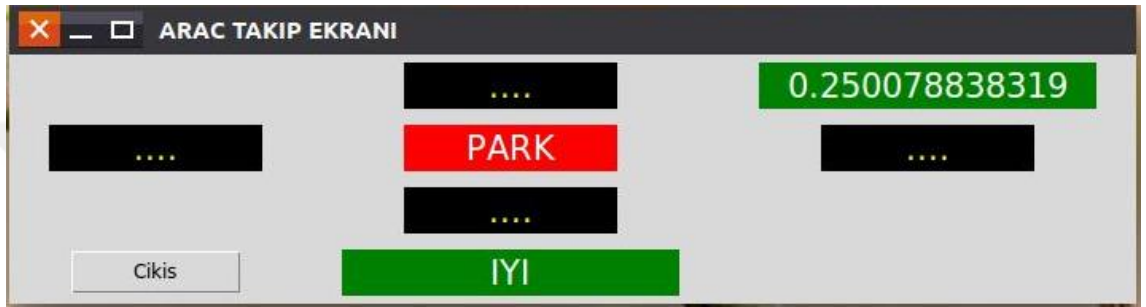 ARAC TAKIP EKRANI
.... 0.250078838319
.... PARK ....
....
Cikis IYI